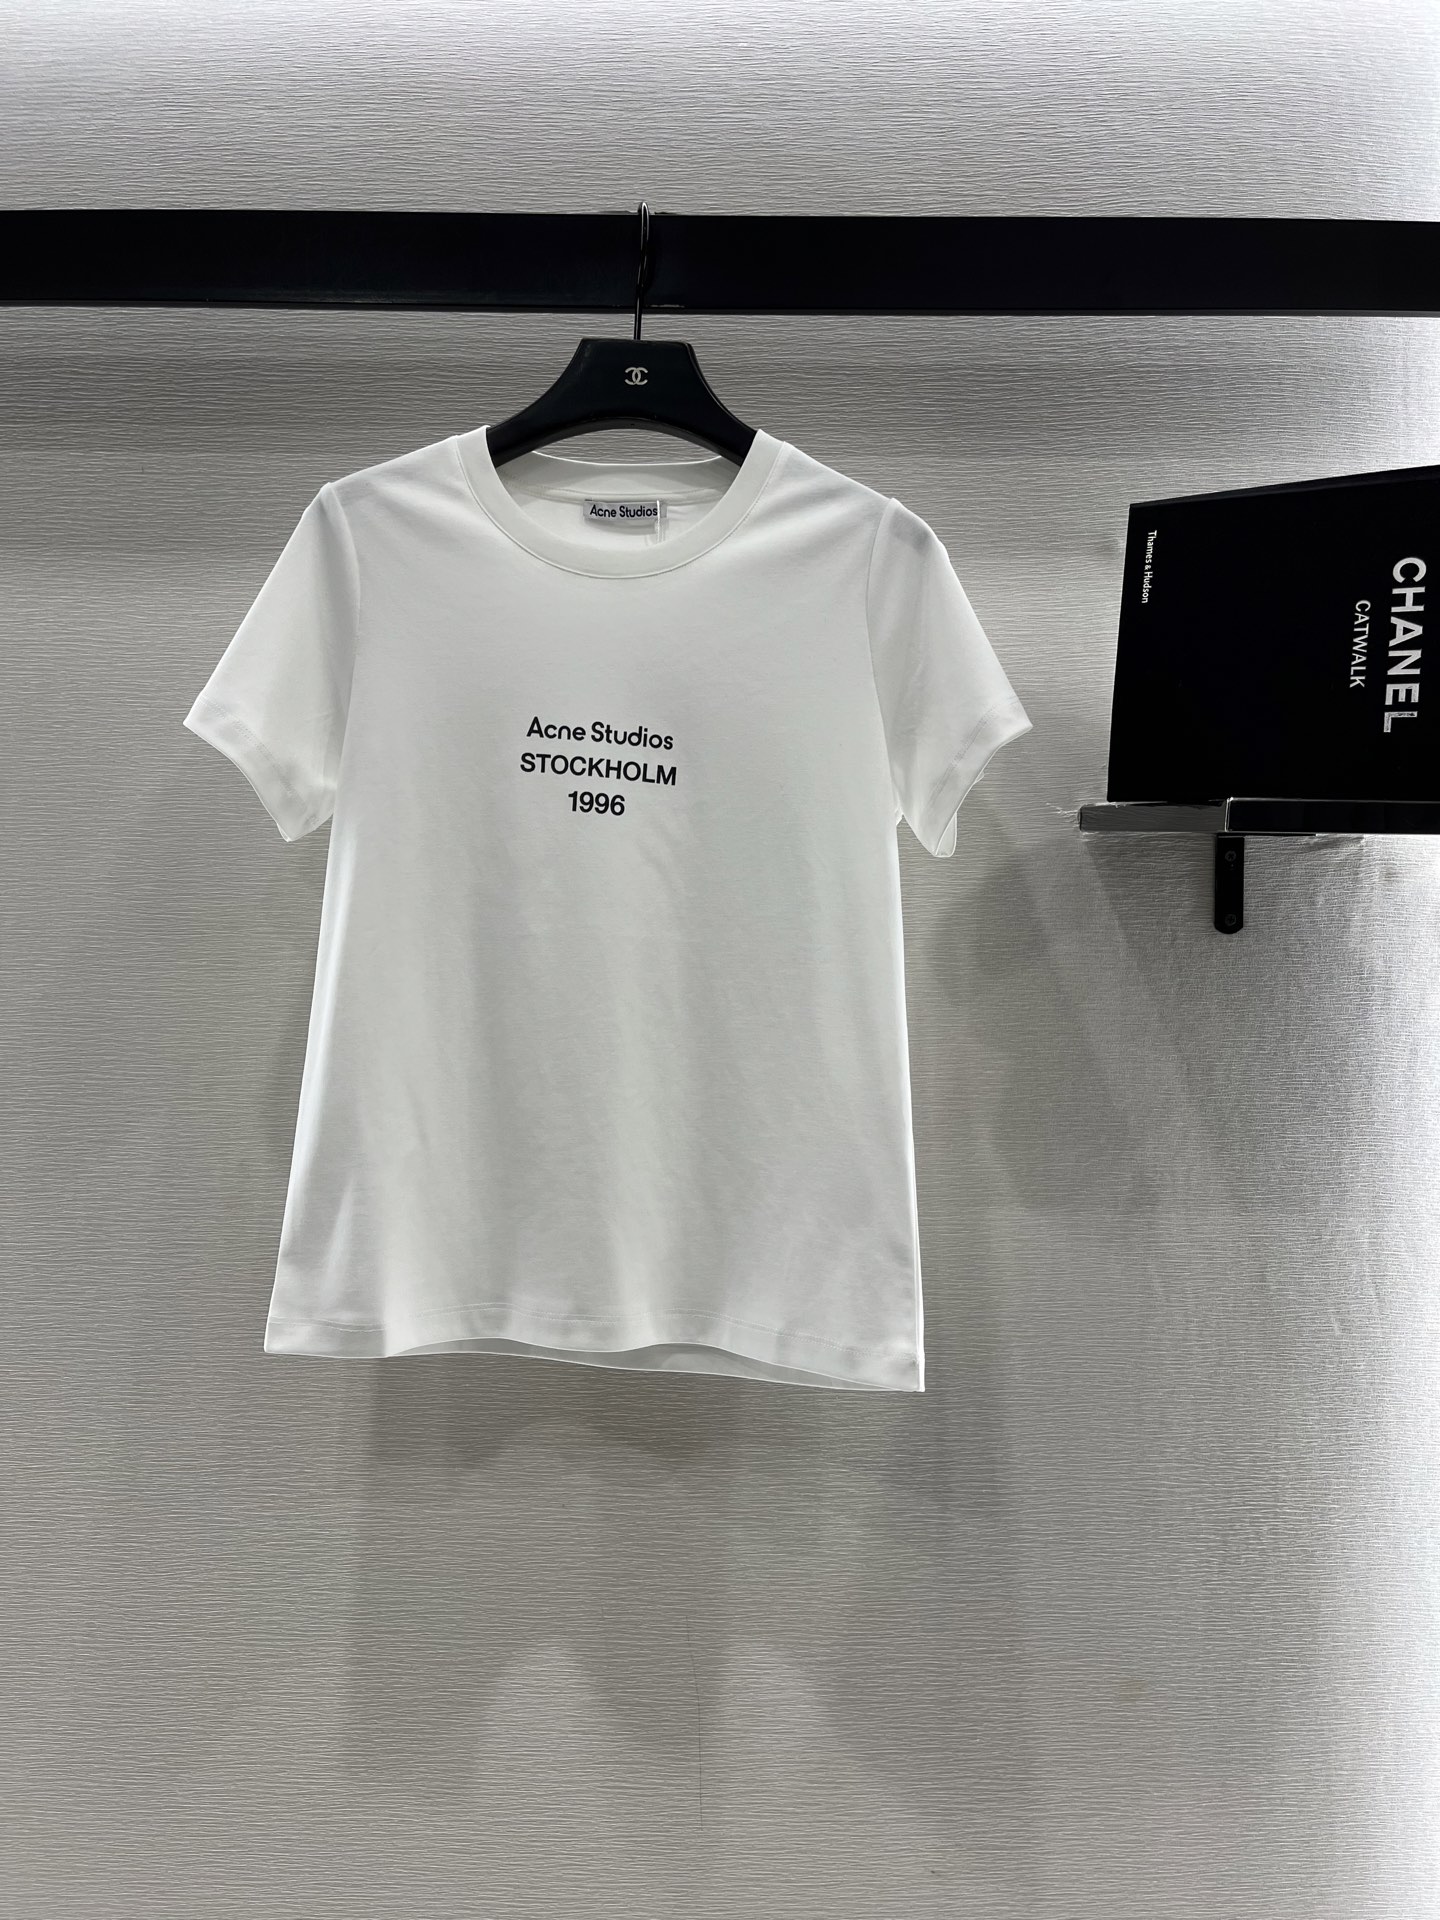 Acne Studios
Acne Studios
STOCKHOLM
1996
Thames & Hudson
CHANEL
CATWALK